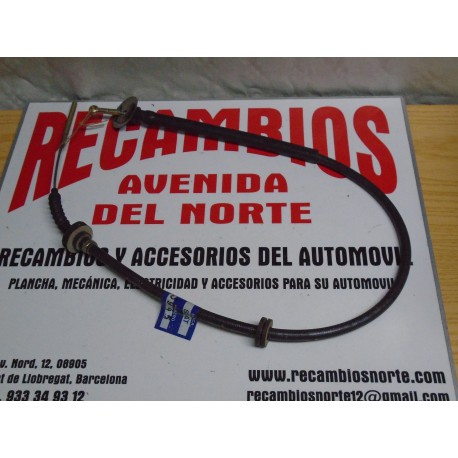 RECAMBIOS
AVENIDA
DEL NORTE
RECAMBIOS Y ACCESORIOS DEL AUTOMOVIL
PLANCHA, MECÁNICA, ELECTRICIDAD Y ACCESORIOS PARA SU AUTOMOVIL
v. Nord, 12, 08905
t de Llobregat, Barcelona
. 933 34 93 12
www.recambiosnorte.com
recambiosnorte12@gmail.com